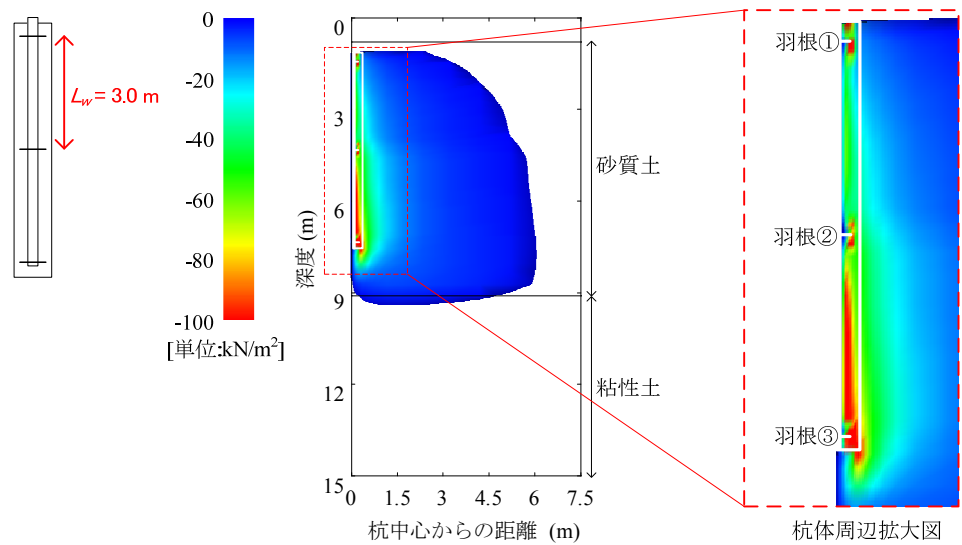 L_w = 3.0 m
0
-20
-40
-60
-80
-100
[単位:kN/m²]
0
3
6
9
12
15
深度 (m)
0
1.5
3
4.5
6
7.5
杭中心からの距離 (m)
砂質土
粘性土
羽根①
羽根②
羽根③
杭体周辺拡大図